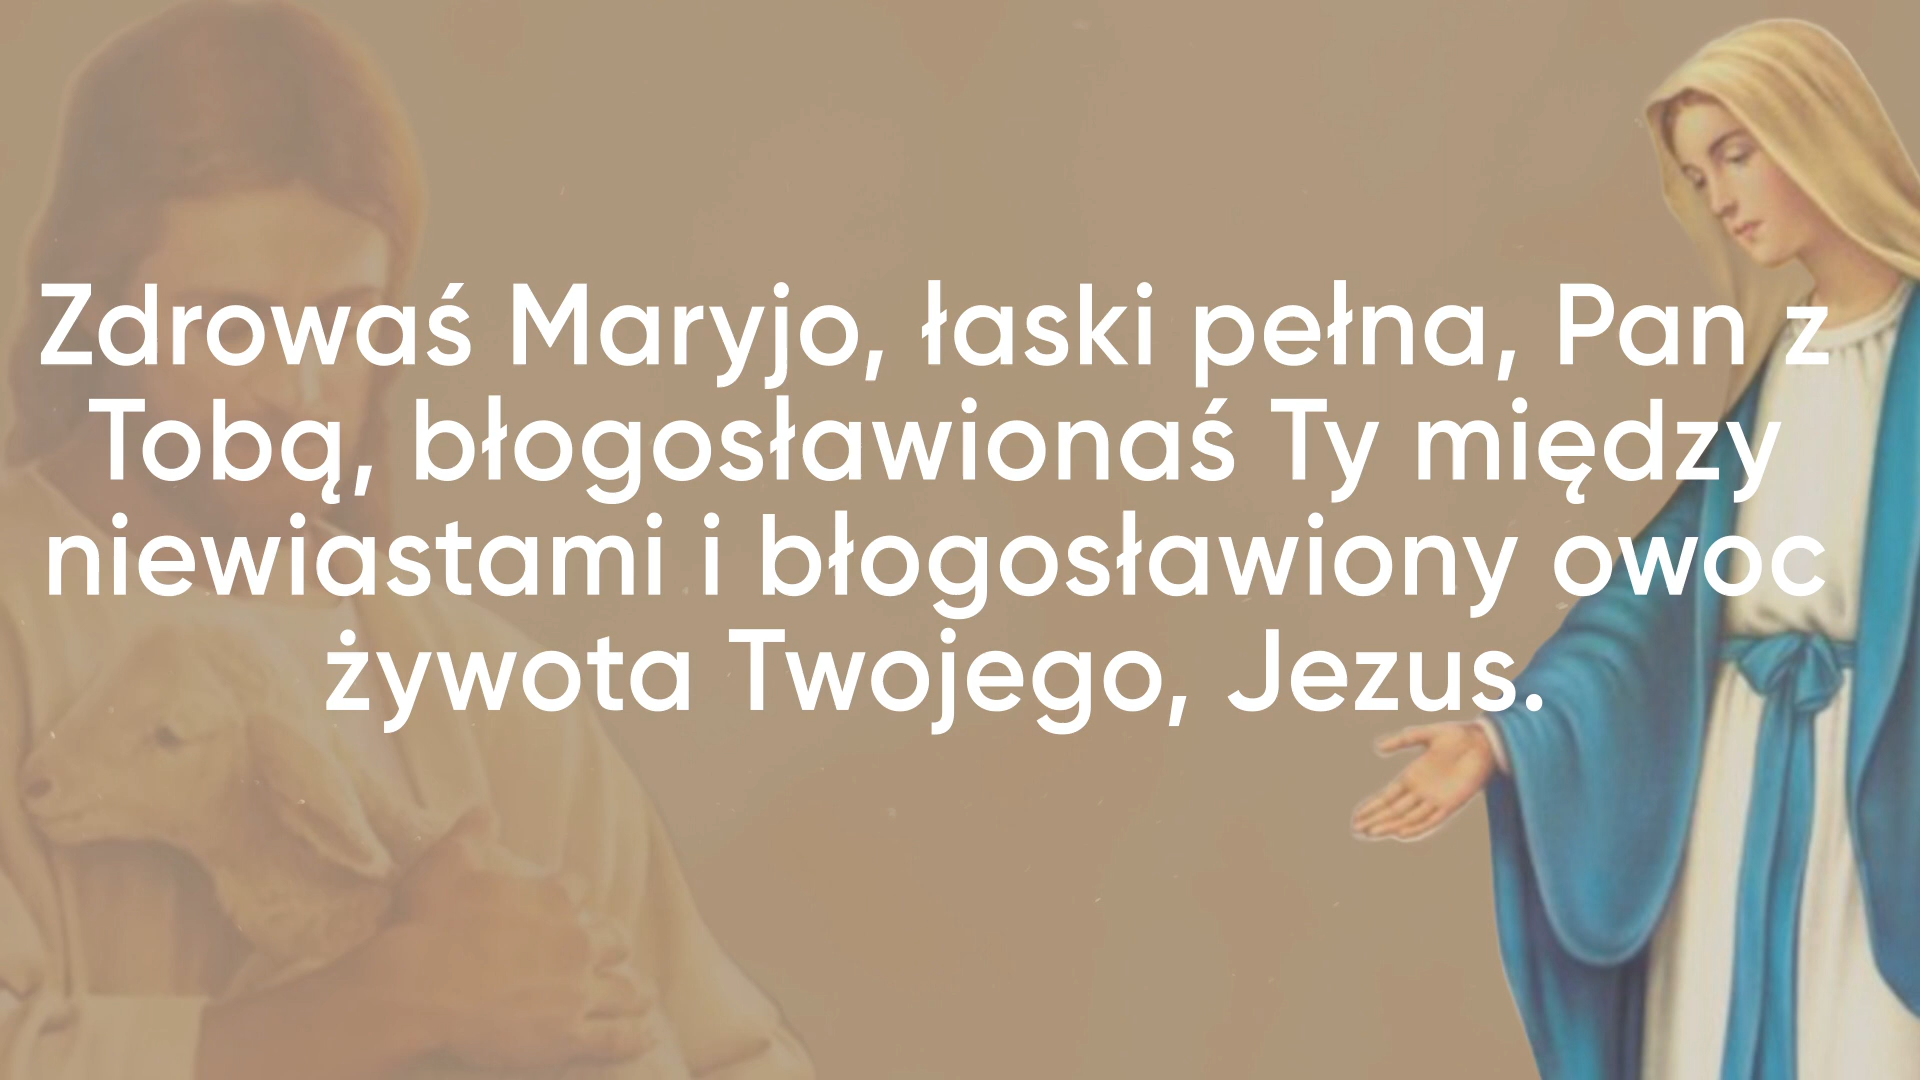 Zdrowaś Maryjo, łaski pełna, Pan z
Tobą, błogosławionaś Ty między
niewiastami i błogosławiony owoc
żywota Twojego, Jezus.